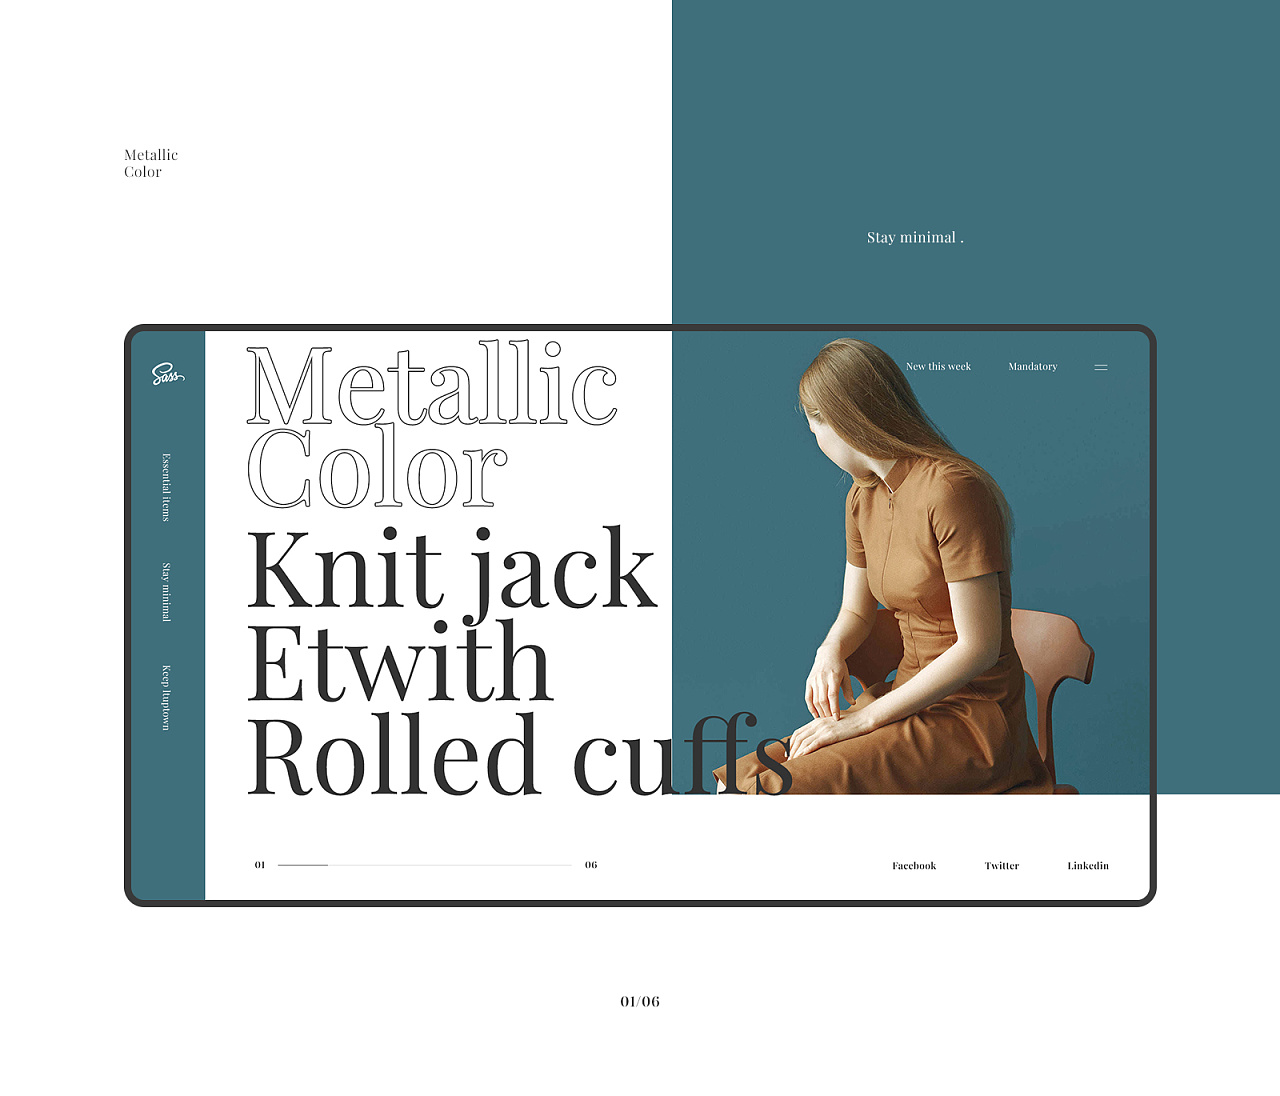 Metallic
Color
Stay minimal .
Sass
New this week
Mandatory
Essential items
Stay minimal
Keep ltuptown
Metallic
Color
Knit jack
Etwith
Rolled cuffs
01
06
Facebook
Twitter
Linkedin
01/06